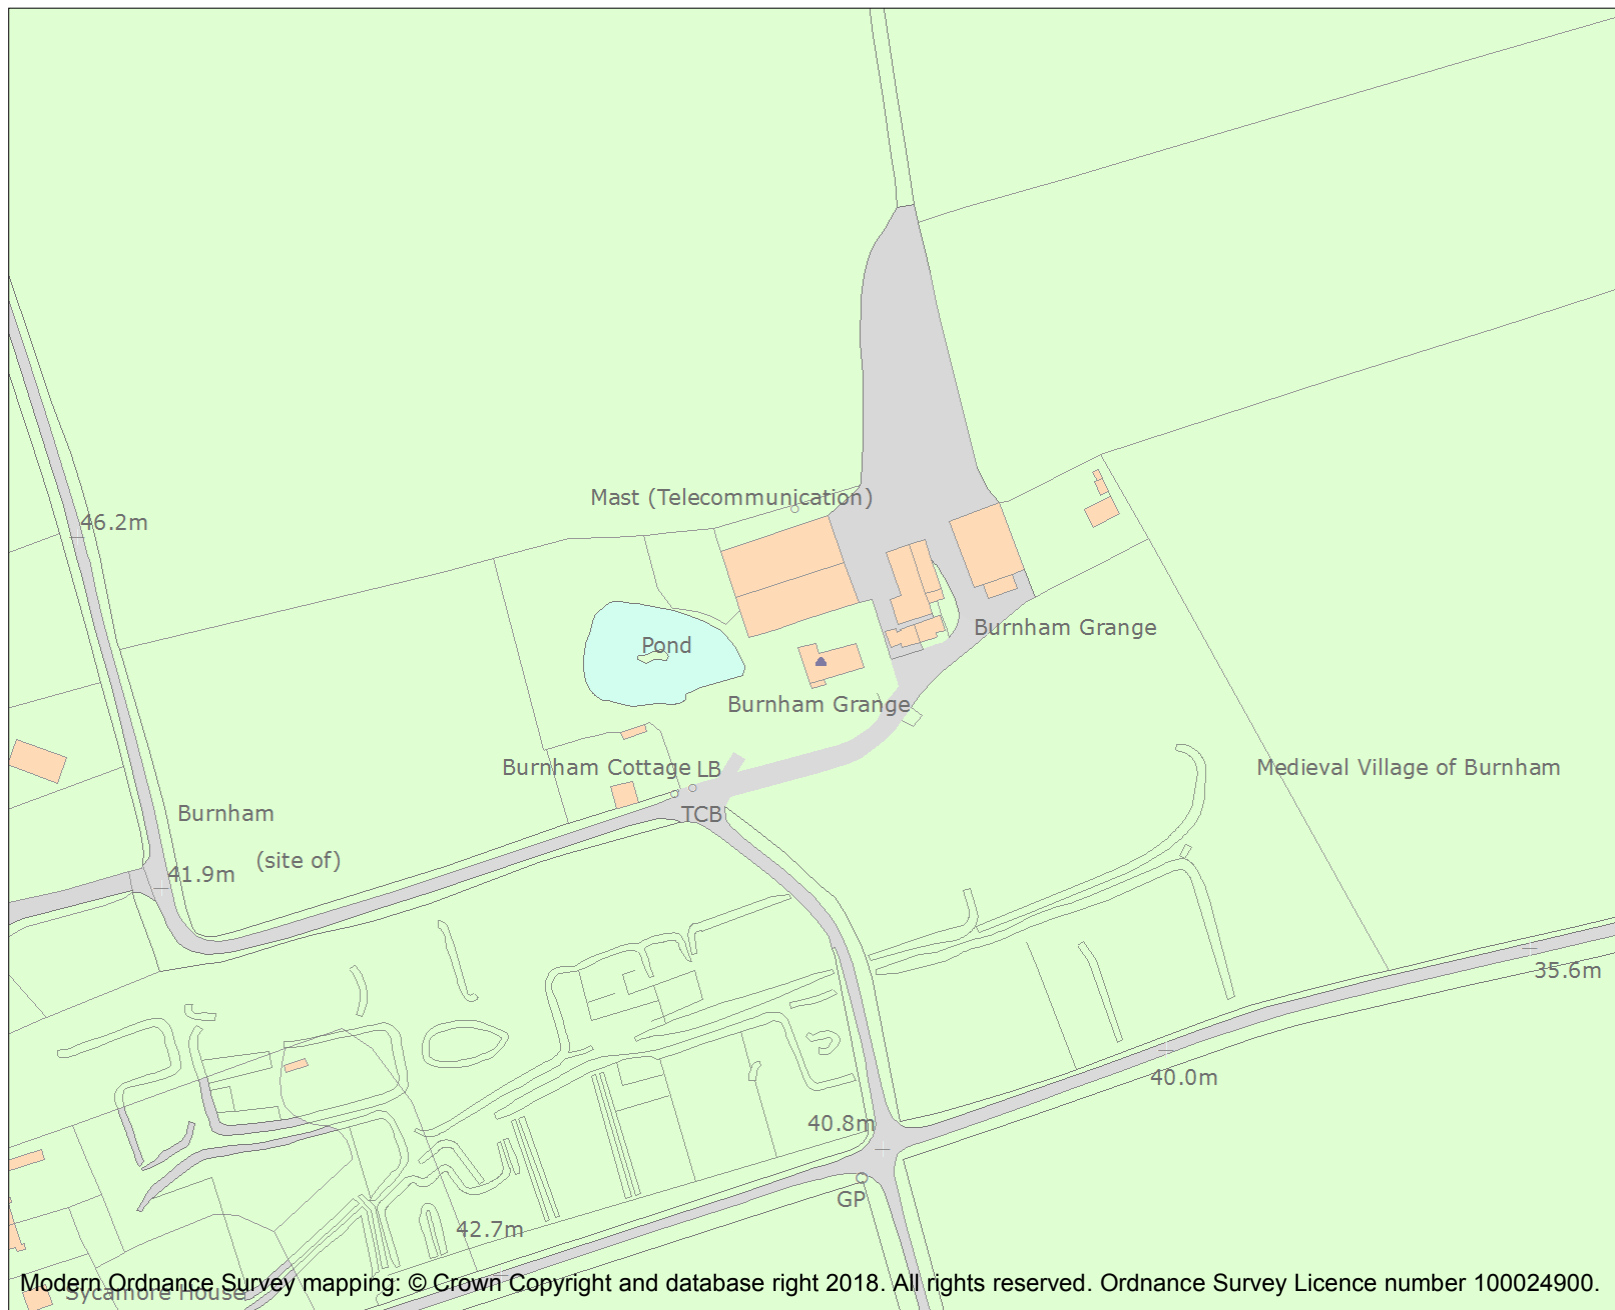 Mast (Telecommunication)
46.2m
Burnham Grange
Pond
Burnham Grange
Burnham Cottage
LB
Medieval Village of Burnham
Burnham
TCB
(site of)
41.9m
35.6m
40.0m
40.8m
GP
42.7m
Modern Ordnance Survey mapping: © Crown Copyright and database right 2018. All rights reserved. Ordnance Survey Licence number 100024900.
Sycamore House